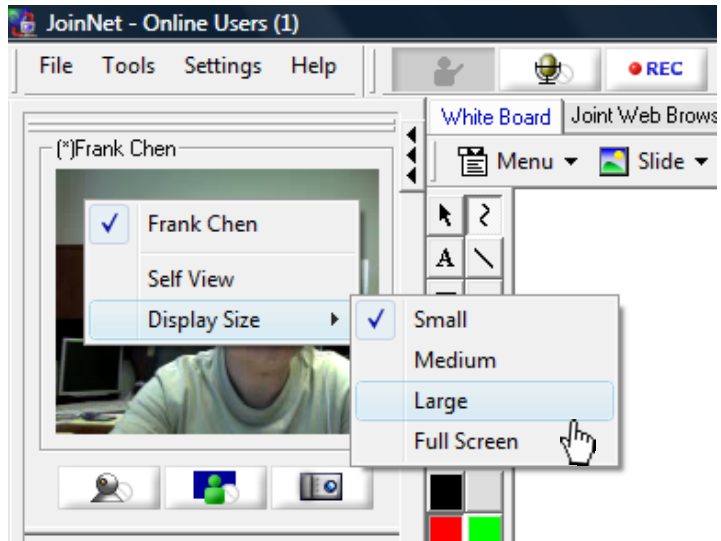 JoinNet - Online Users (1)
File Tools Settings Help REC
White Board Joint Web Brows
(*)Frank Chen
Menu Slide
Frank Chen
A
Self View
Display Size
Small
Medium
Large
Full Screen